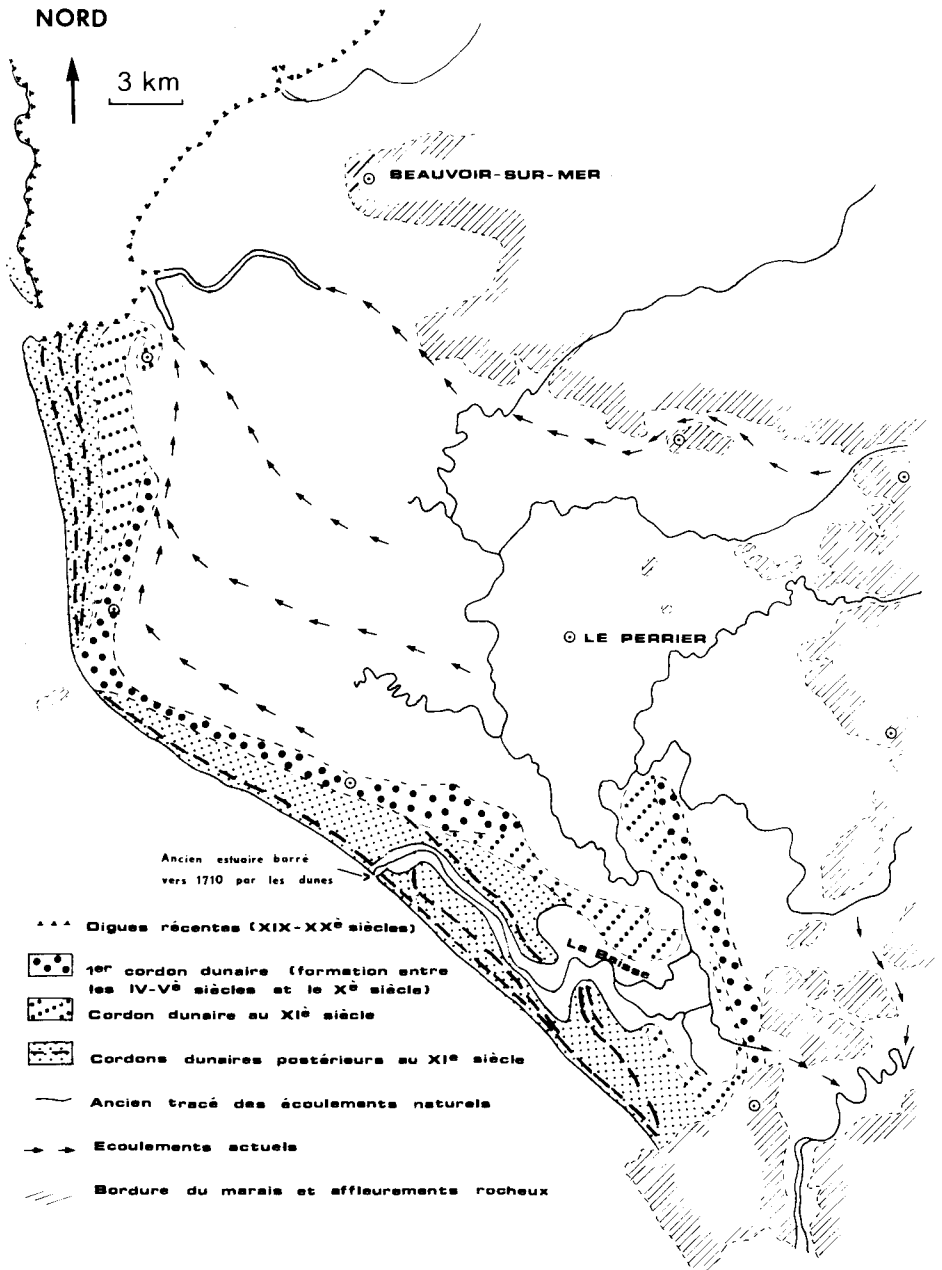 NORD
3 km
BEAUVOIR-SUR-MER
LE PERRIER
Ancien estuaire barré
vers 1710 par les dunes
La Baisse
Digues récentes (XIX-XXè siècles)
1er cordon dunaire (formation entre
les IV-Vè siècles et le Xè siècle)
Cordon dunaire au XIè siècle
Cordons dunaires postérieurs au XIe siècle
Ancien tracé des écoulements naturels
Ecoulements actuels
Bordure du marais et affleurements rocheux